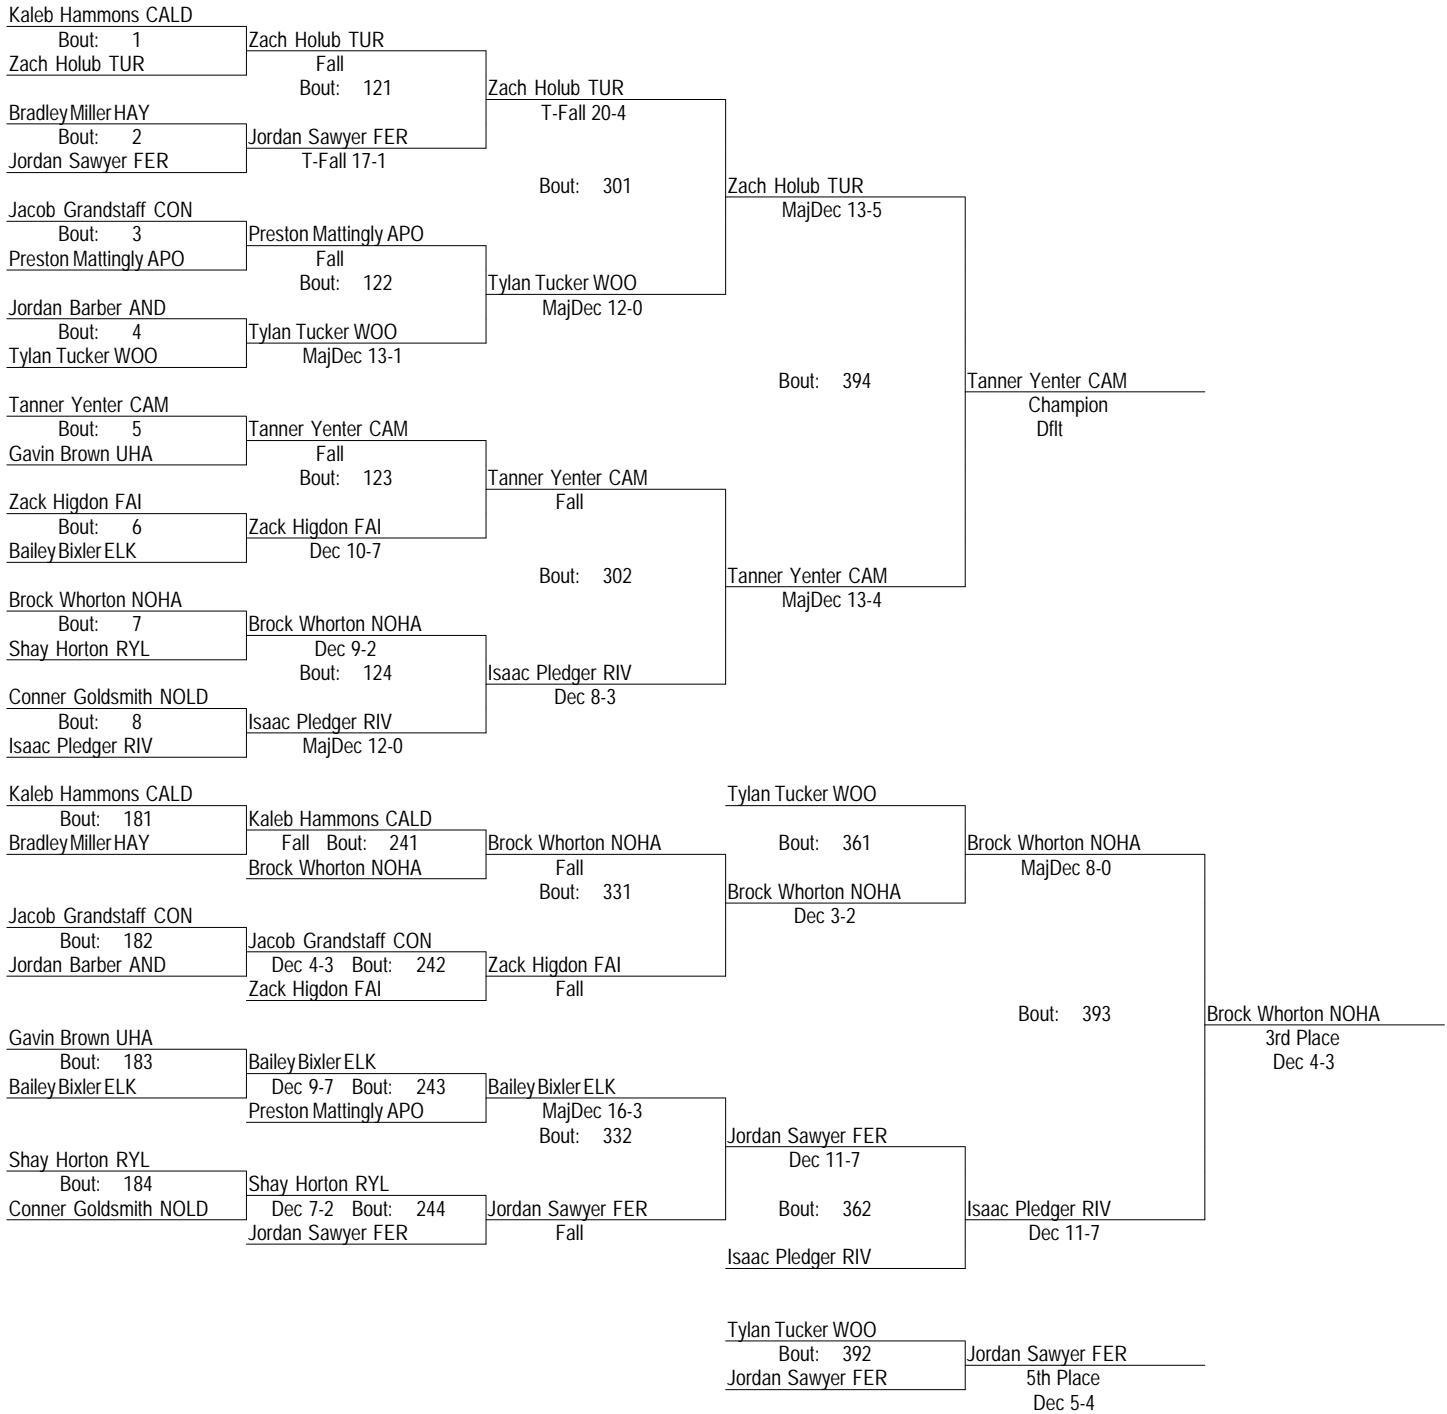 Kaleb Hammons CALD
Bout: 1
Zach Holub TUR
Zach Holub TUR
Fall
Bout: 121
Zach Holub TUR
T-Fall 20-4
Bradley Miller HAY
Bout: 2
Jordan Sawyer FER
Jordan Sawyer FER
T-Fall 17-1
Bout: 301
Zach Holub TUR
MajDec 13-5
Jacob Grandstaff CON
Bout: 3
Preston Mattingly APO
Preston Mattingly APO
Fall
Bout: 122
Tylan Tucker WOO
MajDec 12-0
Jordan Barber AND
Bout: 4
Tylan Tucker WOO
Tylan Tucker WOO
MajDec 13-1
Bout: 394
Tanner Yenter CAM
Champion
Dflt
Tanner Yenter CAM
Bout: 5
Gavin Brown UHA
Tanner Yenter CAM
Fall
Bout: 123
Tanner Yenter CAM
Fall
Zack Higdon FAI
Bout: 6
Bailey Bixler ELK
Zack Higdon FAI
Dec 10-7
Bout: 302
Tanner Yenter CAM
MajDec 13-4
Brock Whorton NOHA
Bout: 7
Shay Horton RYL
Brock Whorton NOHA
Dec 9-2
Bout: 124
Isaac Pledger RIV
Dec 8-3
Conner Goldsmith NOLD
Bout: 8
Isaac Pledger RIV
Isaac Pledger RIV
MajDec 12-0
Kaleb Hammons CALD
Bout: 181
Bradley Miller HAY
Kaleb Hammons CALD
Fall Bout: 241
Brock Whorton NOHA
Brock Whorton NOHA
Fall
Bout: 331
Tylan Tucker WOO
Bout: 361
Brock Whorton NOHA
Dec 3-2
Brock Whorton NOHA
MajDec 8-0
Jacob Grandstaff CON
Bout: 182
Jordan Barber AND
Jacob Grandstaff CON
Dec 4-3 Bout: 242
Zack Higdon FAI
Zack Higdon FAI
Fall
Bout: 393
Brock Whorton NOHA
3rd Place
Dec 4-3
Gavin Brown UHA
Bout: 183
Bailey Bixler ELK
Bailey Bixler ELK
Dec 9-7 Bout: 243
Preston Mattingly APO
Bailey Bixler ELK
MajDec 16-3
Bout: 332
Jordan Sawyer FER
Dec 11-7
Shay Horton RYL
Bout: 184
Conner Goldsmith NOLD
Shay Horton RYL
Dec 7-2 Bout: 244
Jordan Sawyer FER
Jordan Sawyer FER
Fall
Bout: 362
Isaac Pledger RIV
Isaac Pledger RIV
Dec 11-7
Tylan Tucker WOO
Bout: 392
Jordan Sawyer FER
Jordan Sawyer FER
5th Place
Dec 5-4